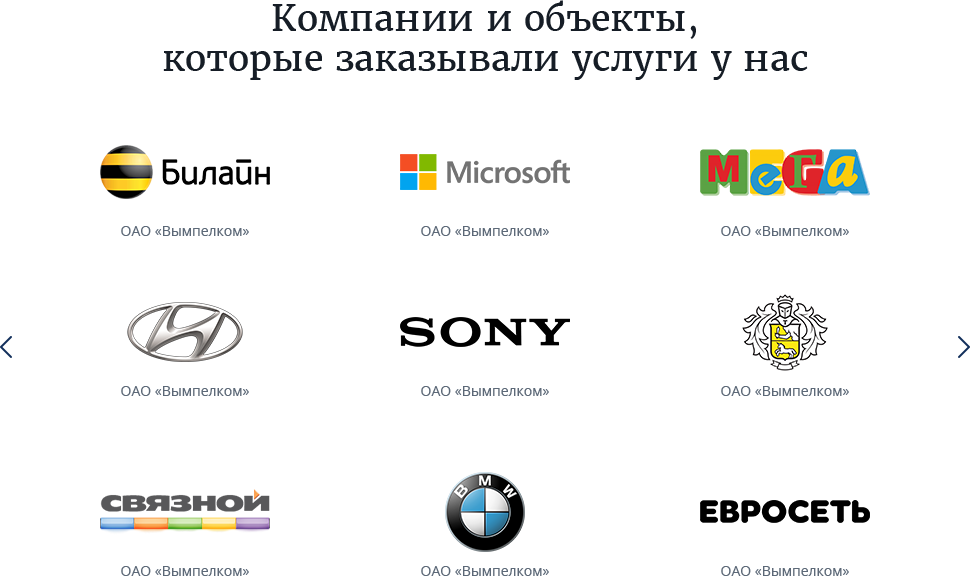 Компании и объекты,
которые заказывали услуги у нас
Билайн Microsoft МЕГА
ОАО «Вымпелком» ОАО «Вымпелком» ОАО «Вымпелком»
SONY
ОАО «Вымпелком» ОАО «Вымпелком» ОАО «Вымпелком»
СВЯЗНОЙ BMW ЕВРОСЕТЬ
ОАО «Вымпелком» ОАО «Вымпелком» ОАО «Вымпелком»